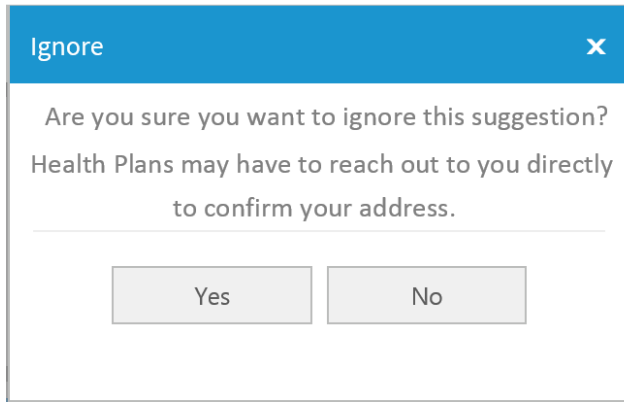 Ignore
x
Are you sure you want to ignore this suggestion?
Health Plans may have to reach out to you directly
to confirm your address.
Yes
No